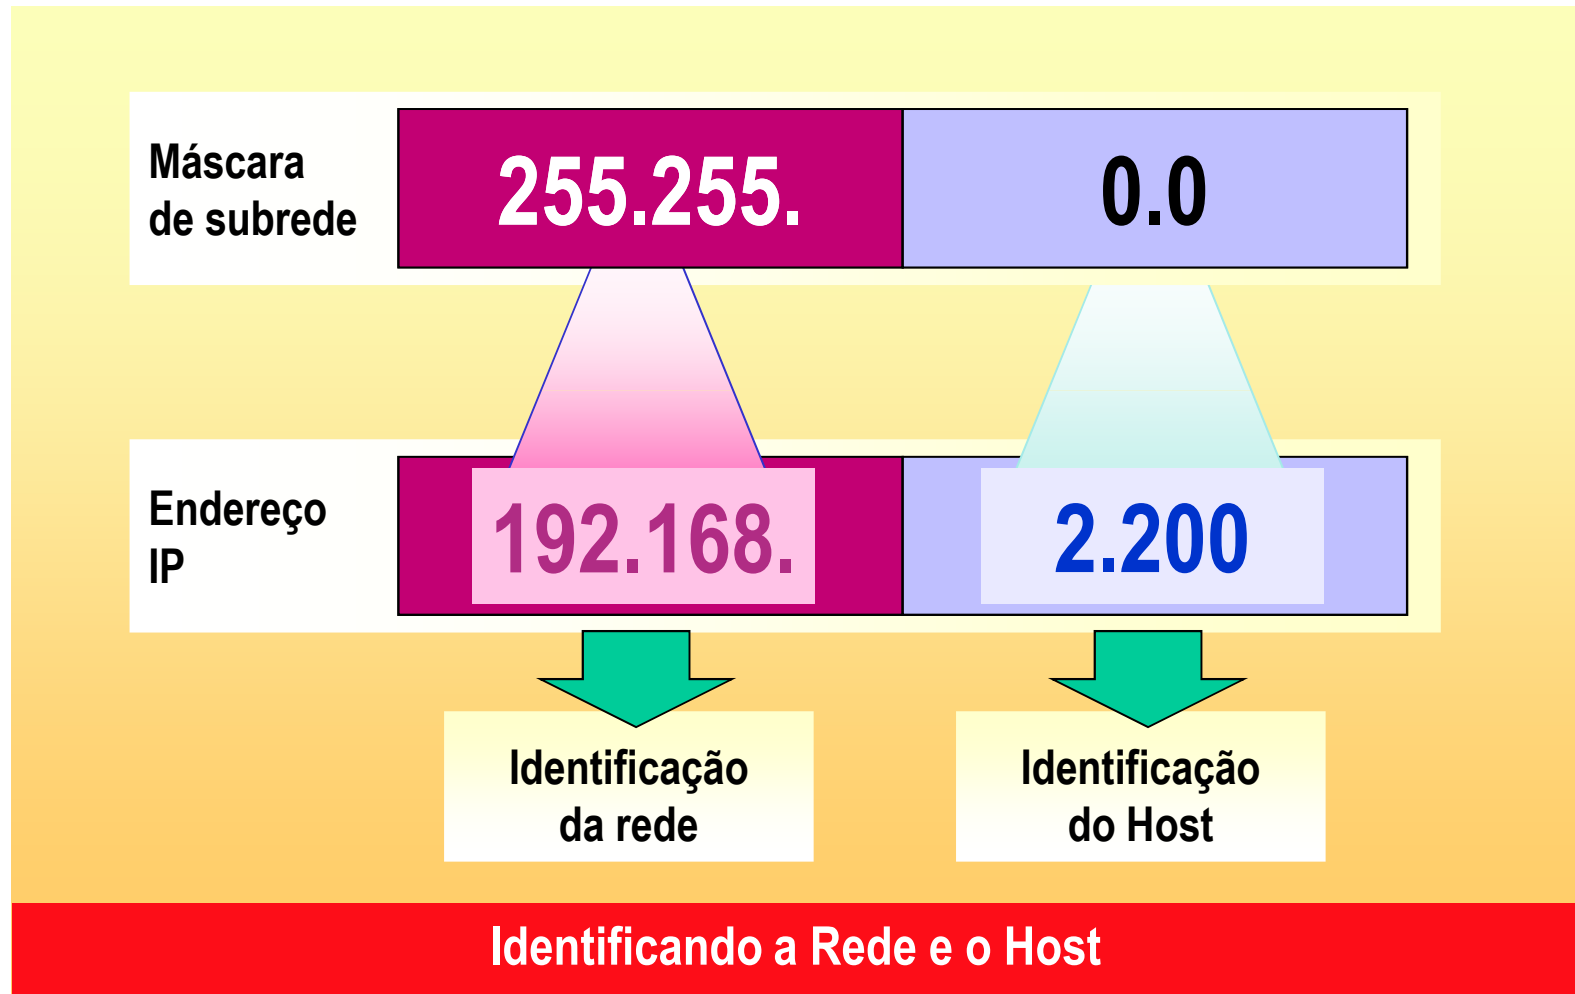 Máscara
de subrede
255.255.
0.0
Endereço
IP
192.168.
2.200
Identificação
da rede
Identificação
do Host
Identificando a Rede e o Host